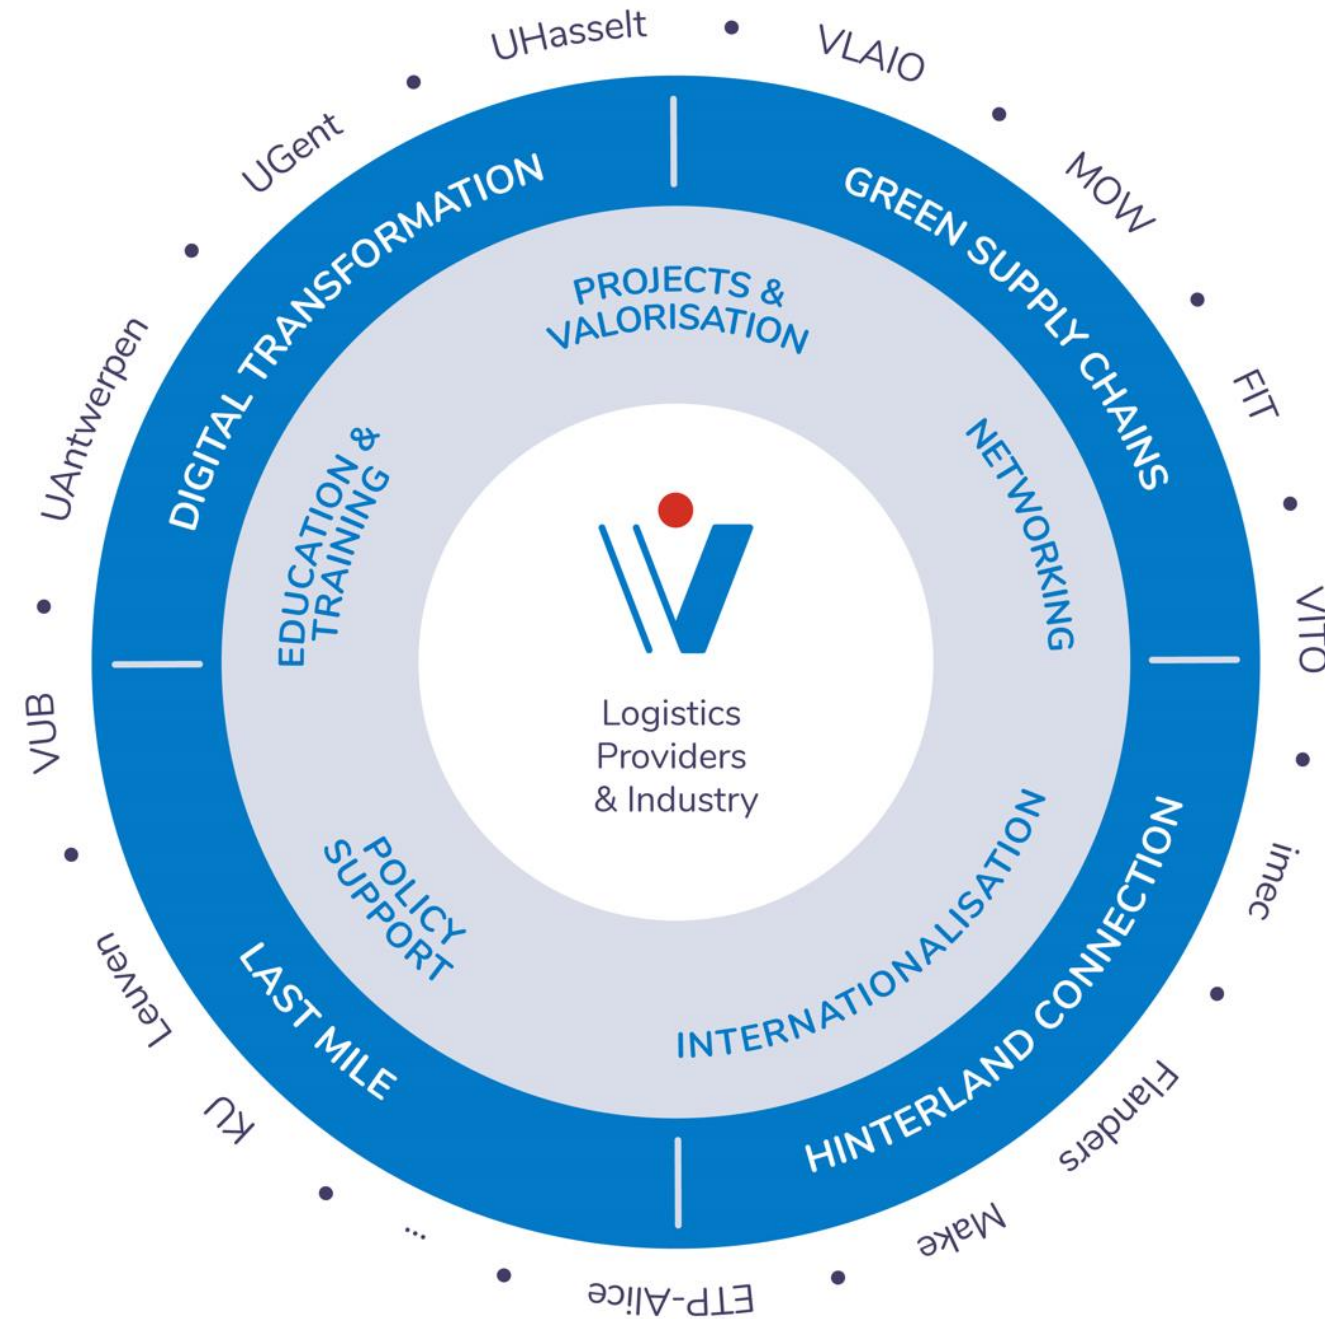 UHasselt
VLAIO
MOW
FIT
VITO
imec
Flanders Make
ETP-Alice
...
KU Leuven
VUB
UAntwerpen
UGent
DIGITAL TRANSFORMATION
GREEN SUPPLY CHAINS
HINTERLAND CONNECTION
LAST MILE
PROJECTS &
VALORISATION
NETWORKING
INTERNATIONALISATION
POLICY
SUPPORT
EDUCATION &
TRAINING
Logistics
Providers
& Industry